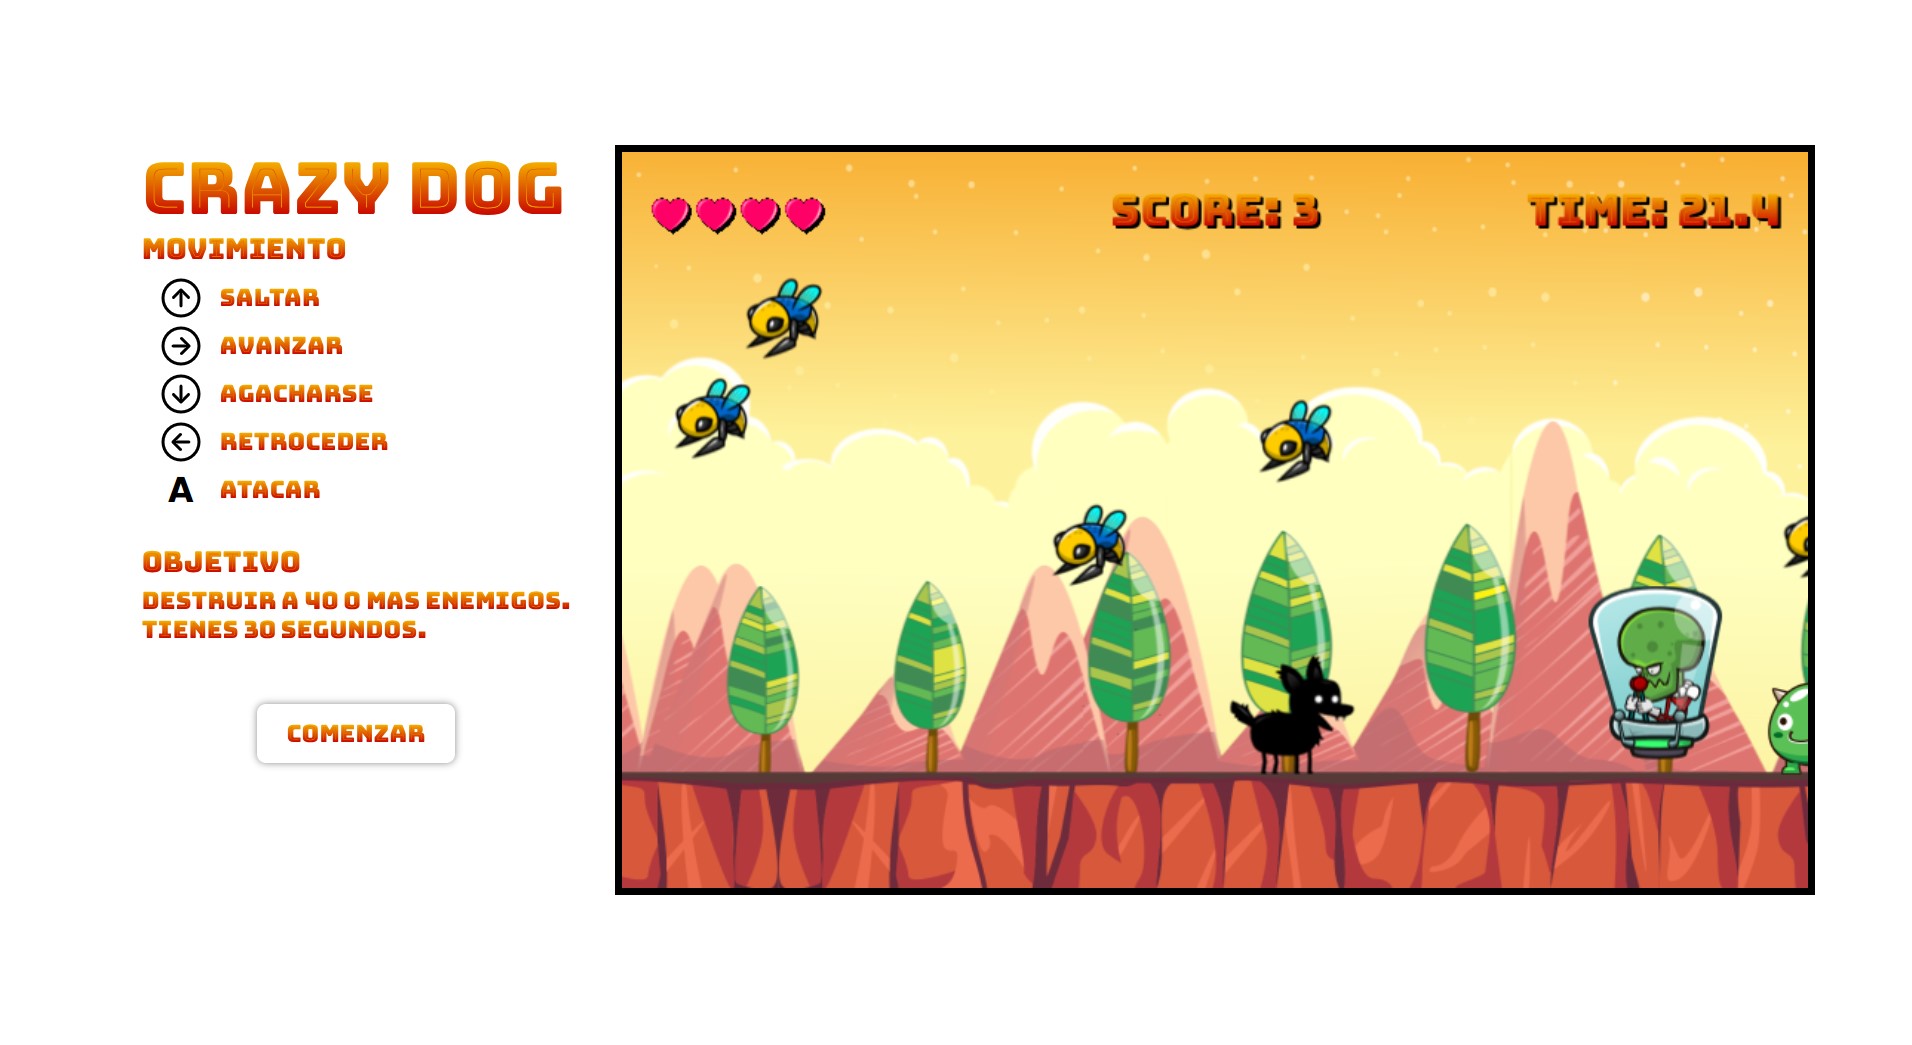 CRAZY DOG
MOVIMIENTO
SALTAR
AVANZAR
AGACHARSE
RETROCEDER
A ATACAR
OBJETIVO
DESTRUIR A 40 O MAS ENEMIGOS.
TIENES 30 SEGUNDOS.
COMENZAR
SCORE: 3
TIME: 21.4